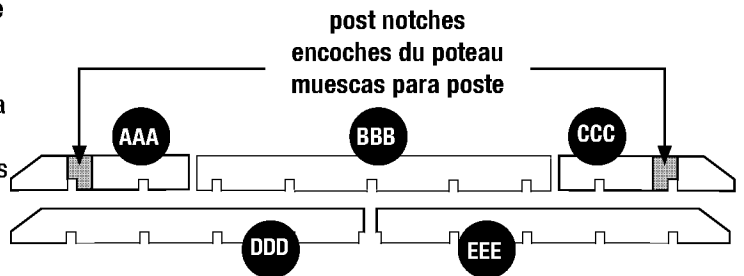 post notches
encoches du poteau
muescas para poste
AAA
BBB
CCC
DDD
EEE